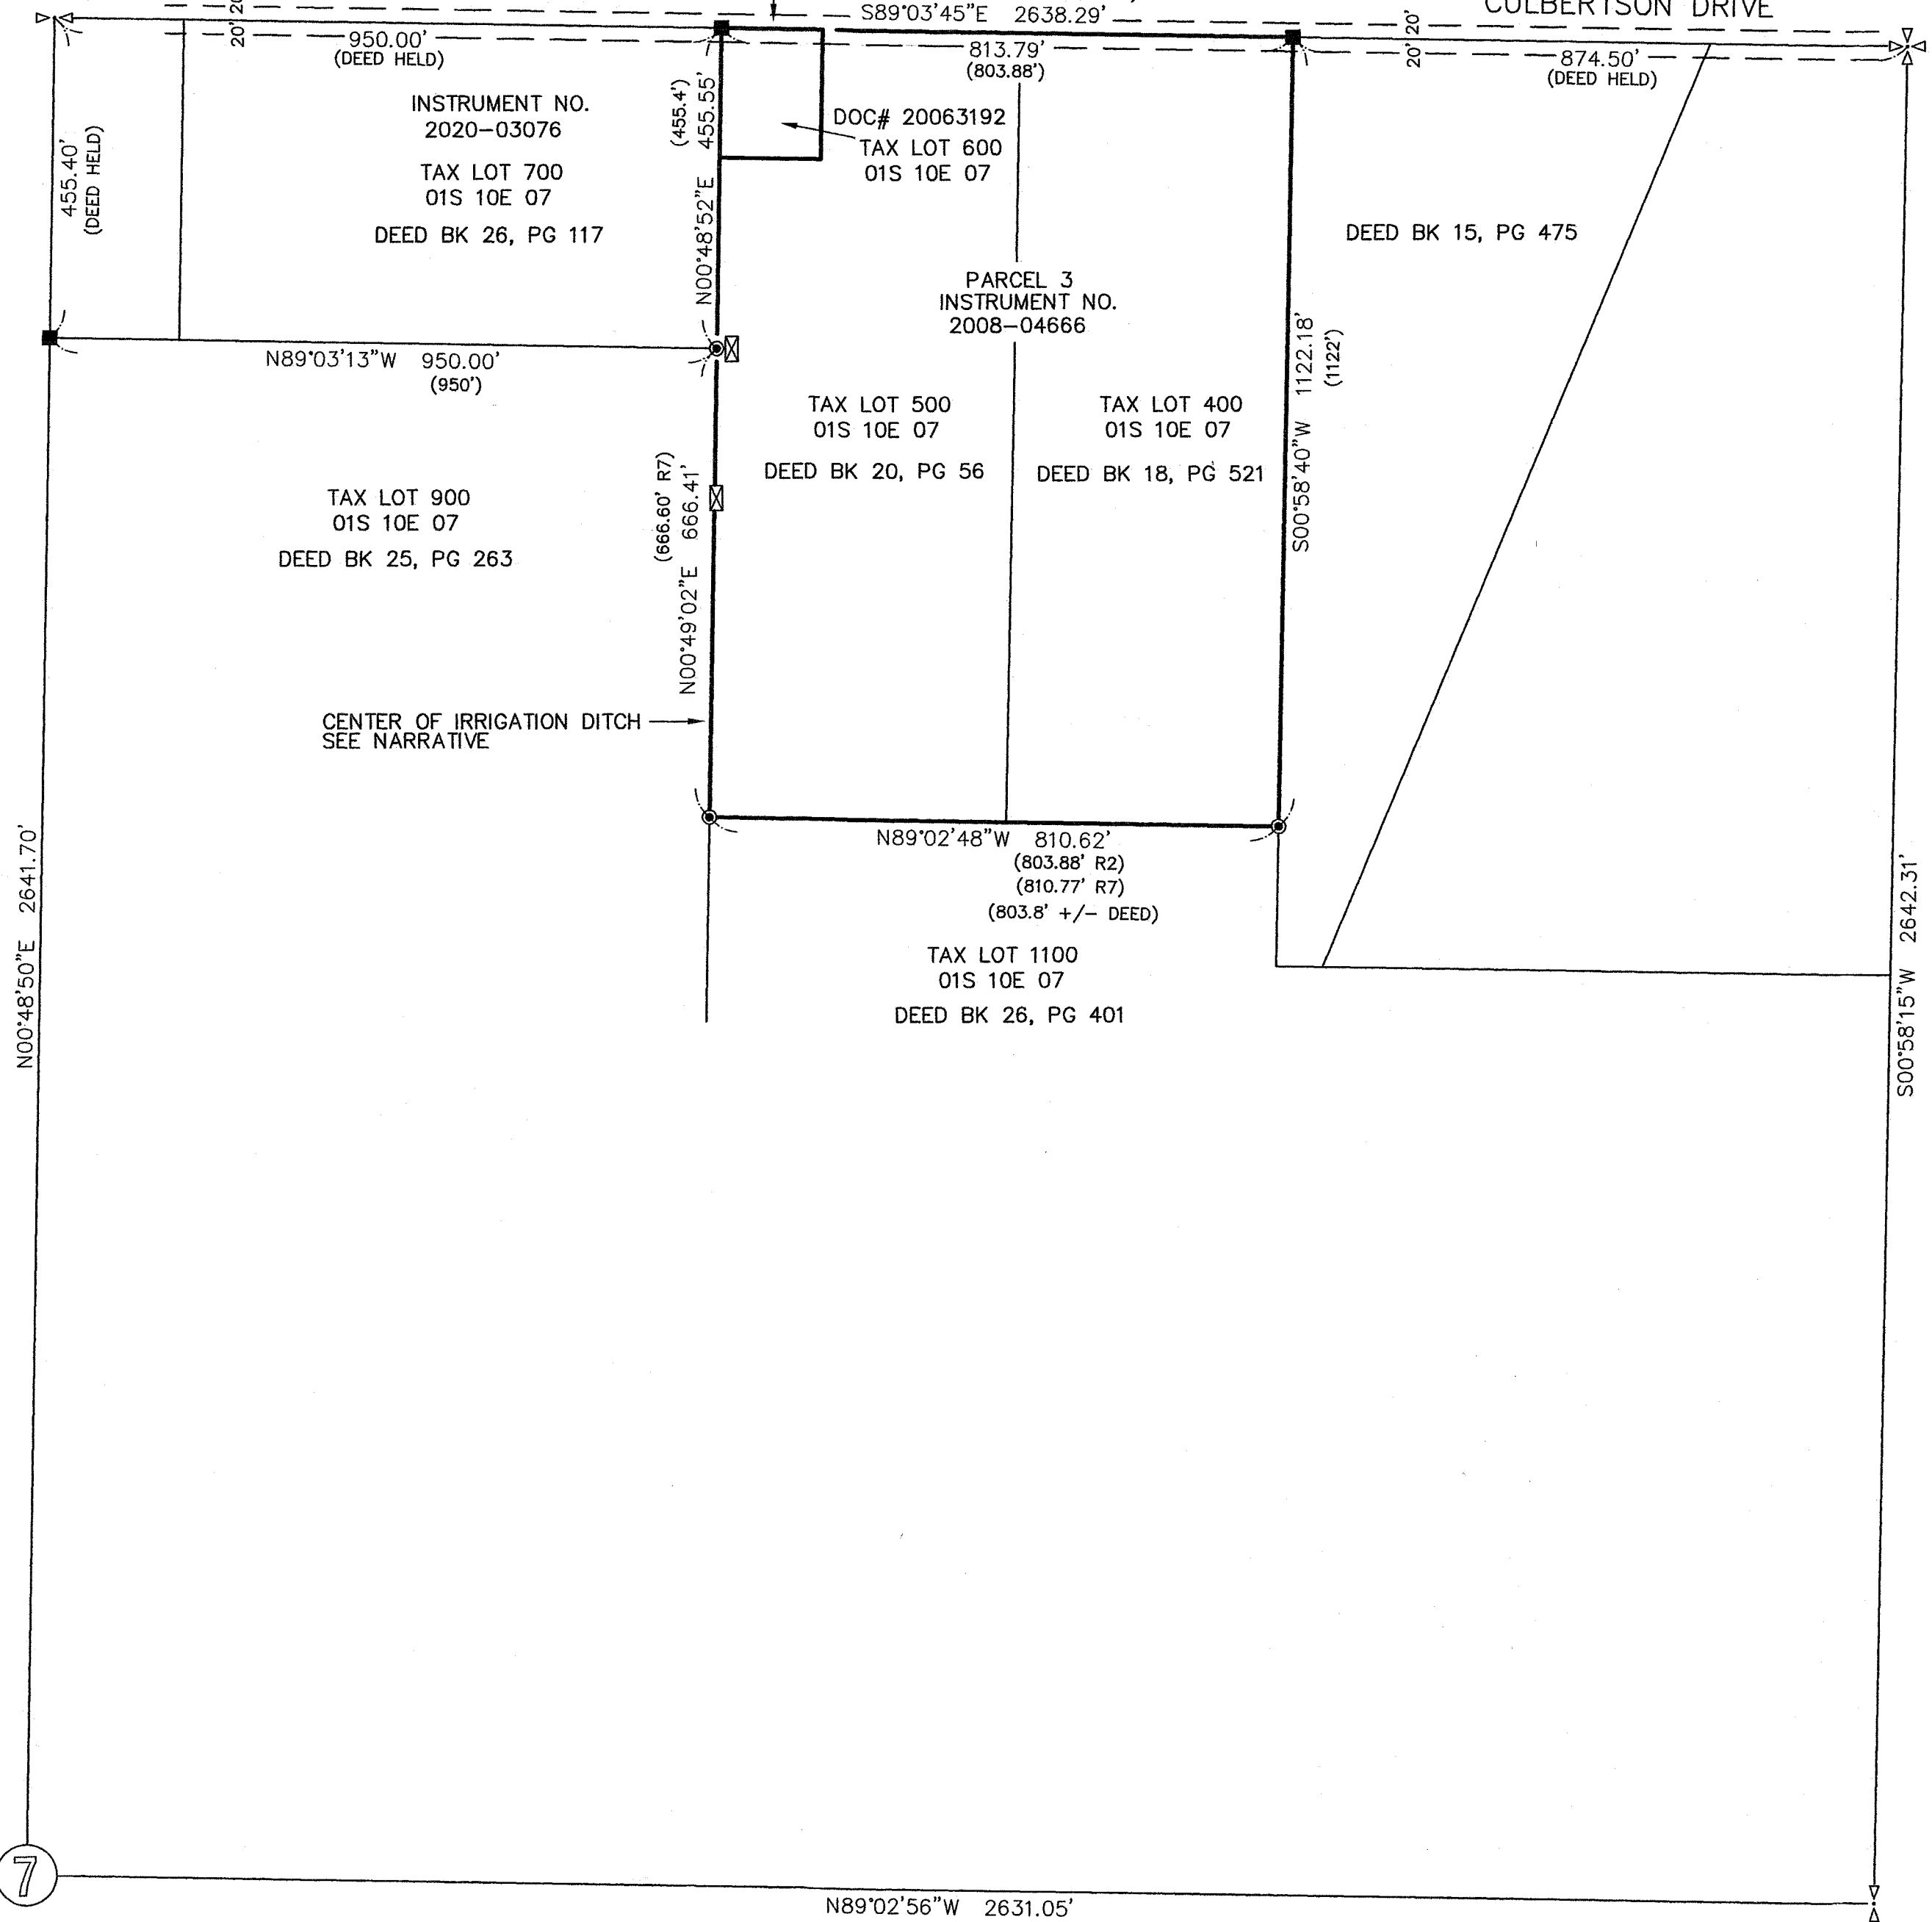 CULBERTSON DRIVE
S89°03'45"E 2638.29'
20'
20'
20'
20'
950.00'
(DEED HELD)
813.79'
(803.88')
874.50'
(DEED HELD)
455.40'
(DEED HELD)
INSTRUMENT NO.
2020-03076
TAX LOT 700
01S 10E 07
DEED BK 26, PG 117
N00°48'52"E 455.55'
(455.4')
DOC# 20063192
TAX LOT 600
01S 10E 07
DEED BK 15, PG 475
PARCEL 3
INSTRUMENT NO.
2008-04666
S00°58'40"W 1122.18'
(1122')
N89°03'13"W 950.00'
(950')
TAX LOT 500
01S 10E 07
DEED BK 20, PG 56
TAX LOT 400
01S 10E 07
DEED BK 18, PG 521
TAX LOT 900
01S 10E 07
DEED BK 25, PG 263
N00°49'02"E 666.41'
(666.60' R7)
CENTER OF IRRIGATION DITCH
SEE NARRATIVE
N89°02'48"W 810.62'
(803.88' R2)
(810.77' R7)
(803.8' +/- DEED)
TAX LOT 1100
01S 10E 07
DEED BK 26, PG 401
N00°48'50"E 2641.70'
S00°58'15"W 2642.31'
7
N89°02'56"W 2631.05'